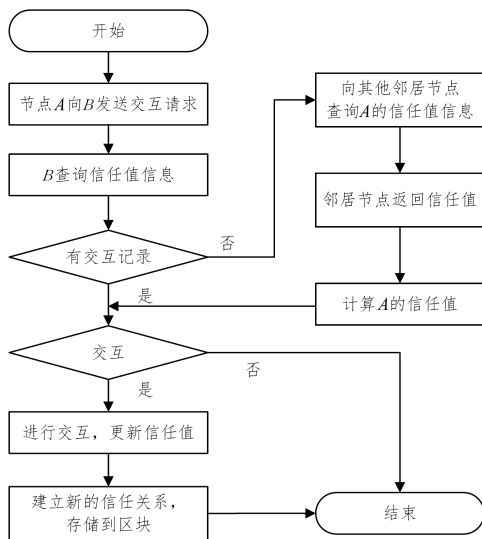 开始
节点A向B发送交互请求
B查询信任值信息
有交互记录
否
向其他邻居节点
查询A的信任值信息
邻居节点返回信任值
计算A的信任值
是
交互
否
是
进行交互，更新信任值
建立新的信任关系，
存储到区块
结束